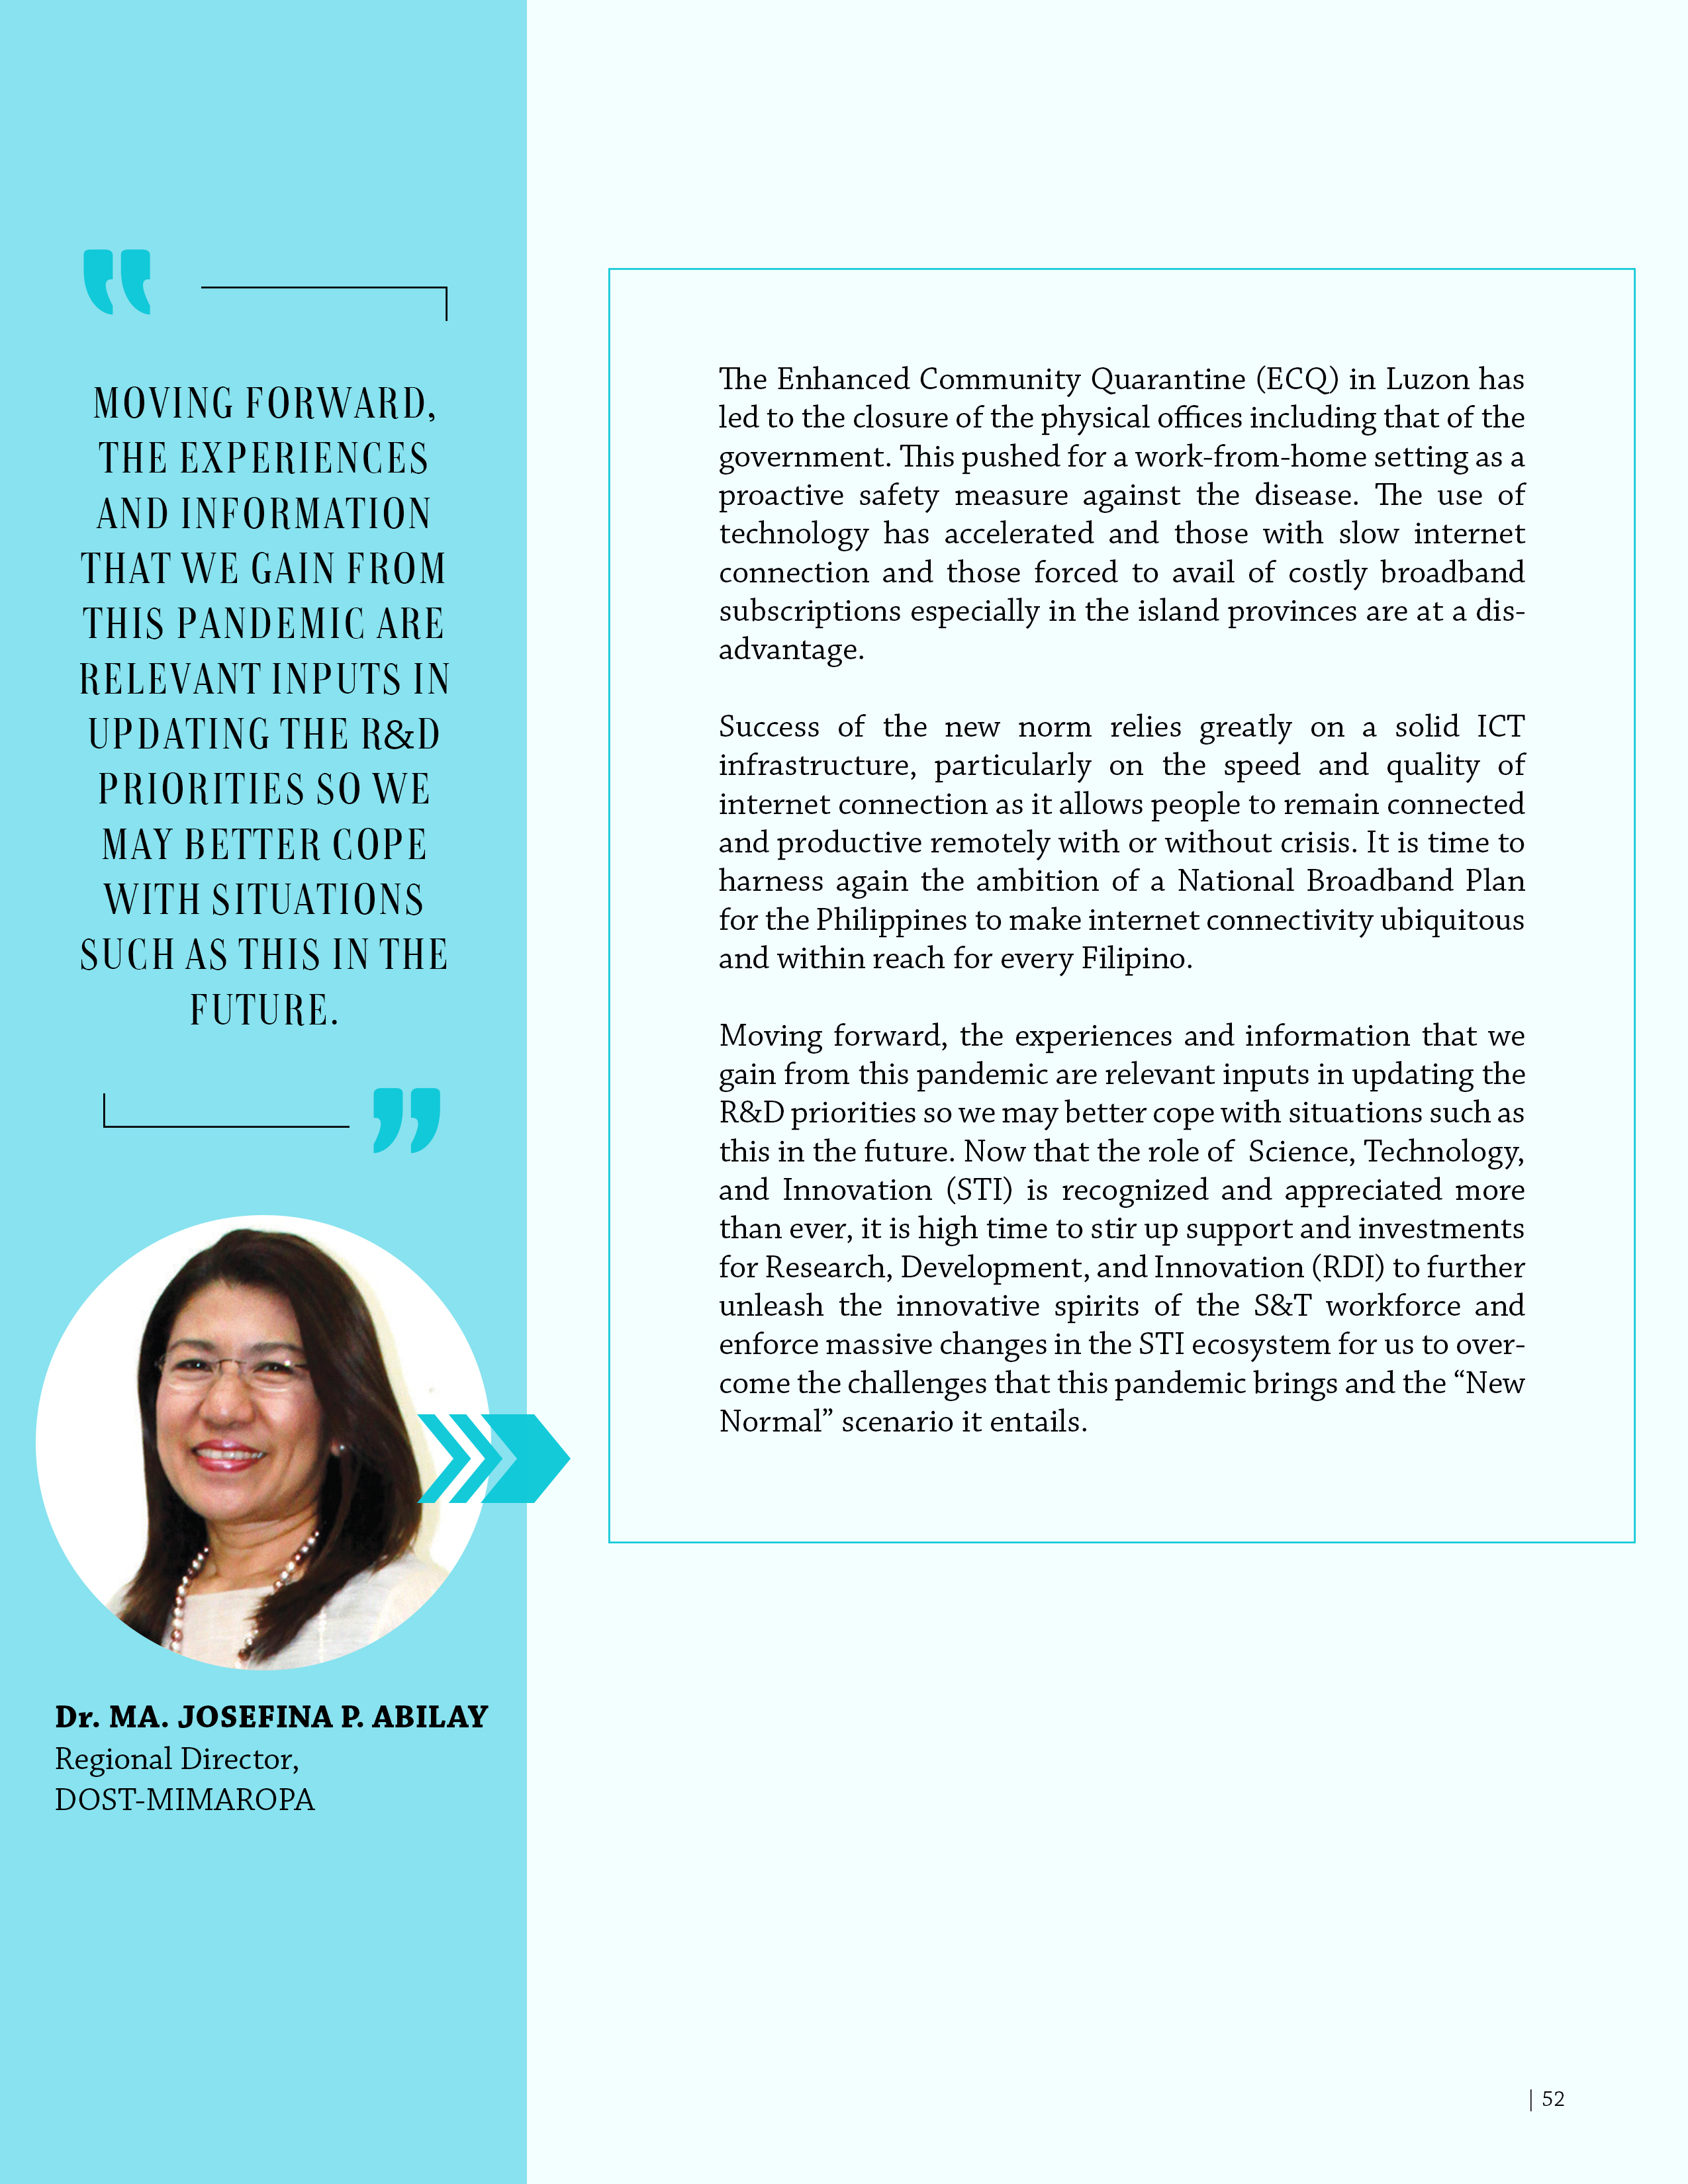 MOVING FORWARD,
THE EXPERIENCES
AND INFORMATION
THAT WE GAIN FROM
THIS PANDEMIC ARE
RELEVANT INPUTS IN
UPDATING THE R&D
PRIORITIES SO WE
MAY BETTER COPE
WITH SITUATIONS
SUCH AS THIS IN THE
FUTURE.
Dr. MA. JOSEFINA P. ABILAY
Regional Director,
DOST-MIMAROPA
The Enhanced Community Quarantine (ECQ) in Luzon has
led to the closure of the physical offices including that of the
government. This pushed for a work-from-home setting as a
proactive safety measure against the disease. The use of
technology has accelerated and those with slow internet
connection and those forced to avail of costly broadband
subscriptions especially in the island provinces are at a dis-
advantage.
Success of the new norm relies greatly on a solid ICT
infrastructure, particularly on the speed and quality of
internet connection as it allows people to remain connected
and productive remotely with or without crisis. It is time to
harness again the ambition of a National Broadband Plan
for the Philippines to make internet connectivity ubiquitous
and within reach for every Filipino.
Moving forward, the experiences and information that we
gain from this pandemic are relevant inputs in updating the
R&D priorities so we may better cope with situations such as
this in the future. Now that the role of Science, Technology,
and Innovation (STI) is recognized and appreciated more
than ever, it is high time to stir up support and investments
for Research, Development, and Innovation (RDI) to further
unleash the innovative spirits of the S&T workforce and
enforce massive changes in the STI ecosystem for us to over-
come the challenges that this pandemic brings and the “New
Normal” scenario it entails.
| 52